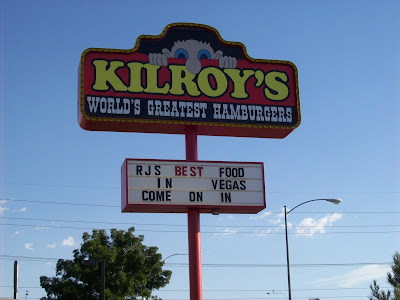 KILROY'S
WORLD'S GREATEST HAMBURGERS
RJS BEST FOOD
IN VEGAS
COME ON IN